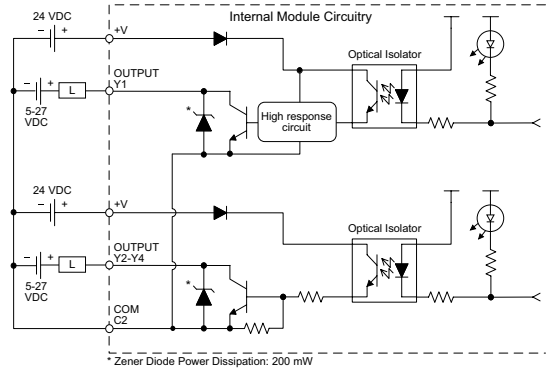 Internal Module Circuitry
24 VDC
− +
+V
Optical Isolator
OUTPUT
Y1
− +
L
5-27
VDC
*
High response
circuit
24 VDC
− +
+V
Optical Isolator
OUTPUT
Y2-Y4
− +
L
5-27
VDC
*
COM
C2
* Zener Diode Power Dissipation: 200 mW